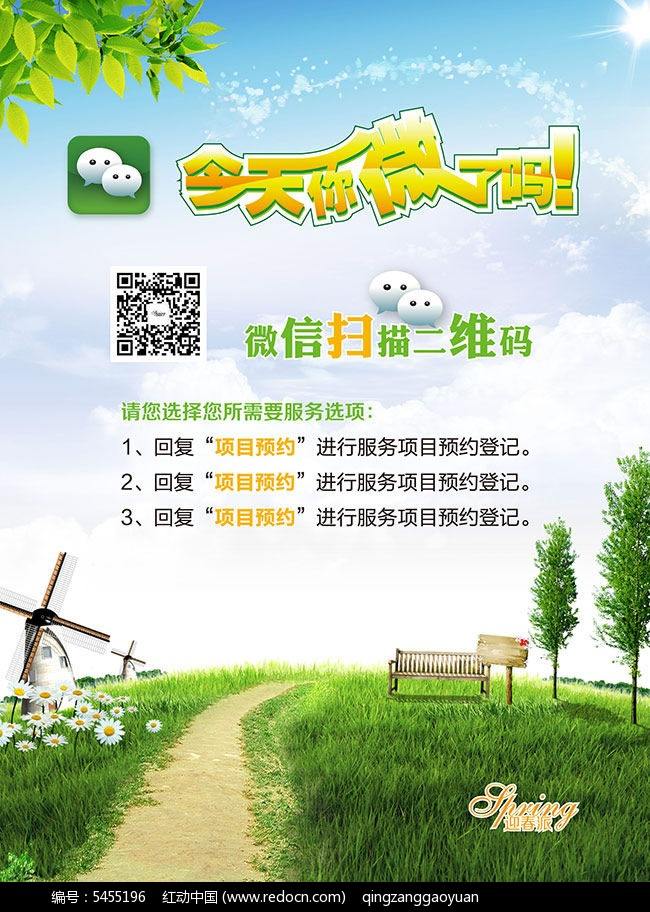 今天你微了吗!
微信扫描二维码
请您选择您所需要服务选项:
1、回复“项目预约”进行服务项目预约登记。
2、回复“项目预约”进行服务项目预约登记。
3、回复“项目预约”进行服务项目预约登记。
Spring
迎春派
编号: 5455196 红动中国 (www.redocn.com) qingzanggaoyuan